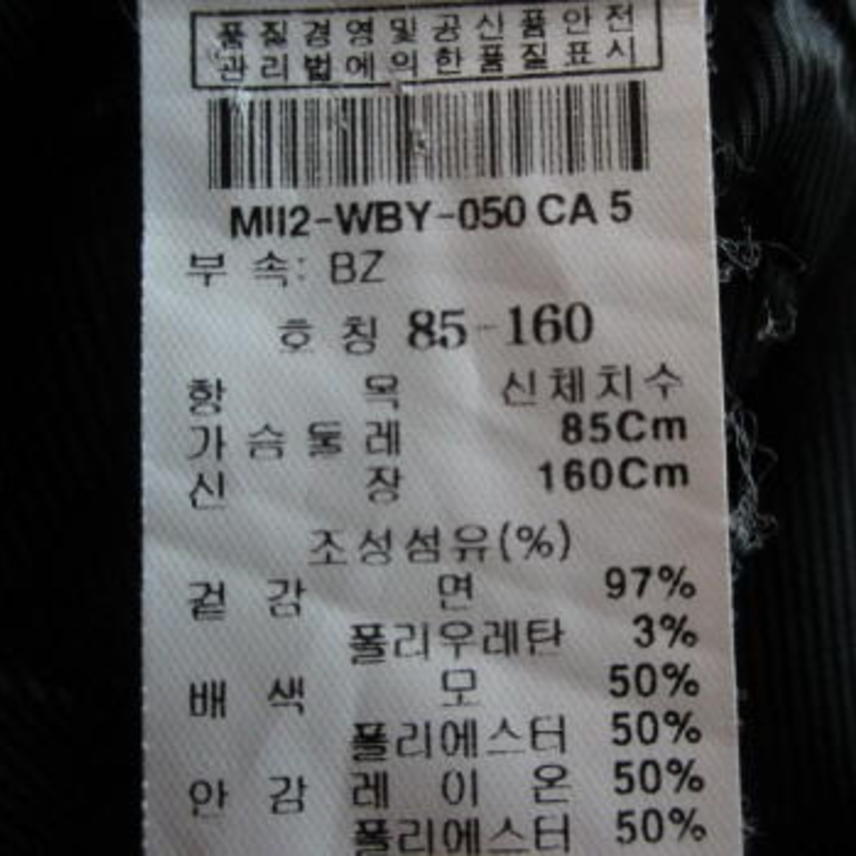 품질경영및공산품안전
관리법에의한품질표시
MII2-WBY-050 CA 5
부 속: BZ
호 칭 85-160
항 목 신체치수
가슴둘레 85Cm
신 장 160Cm
조성섬유(%)
겉 감 면 97%
폴리우레탄 3%
배 색 모 50%
폴리에스터 50%
안 감 레 이 온 50%
폴리에스터 50%